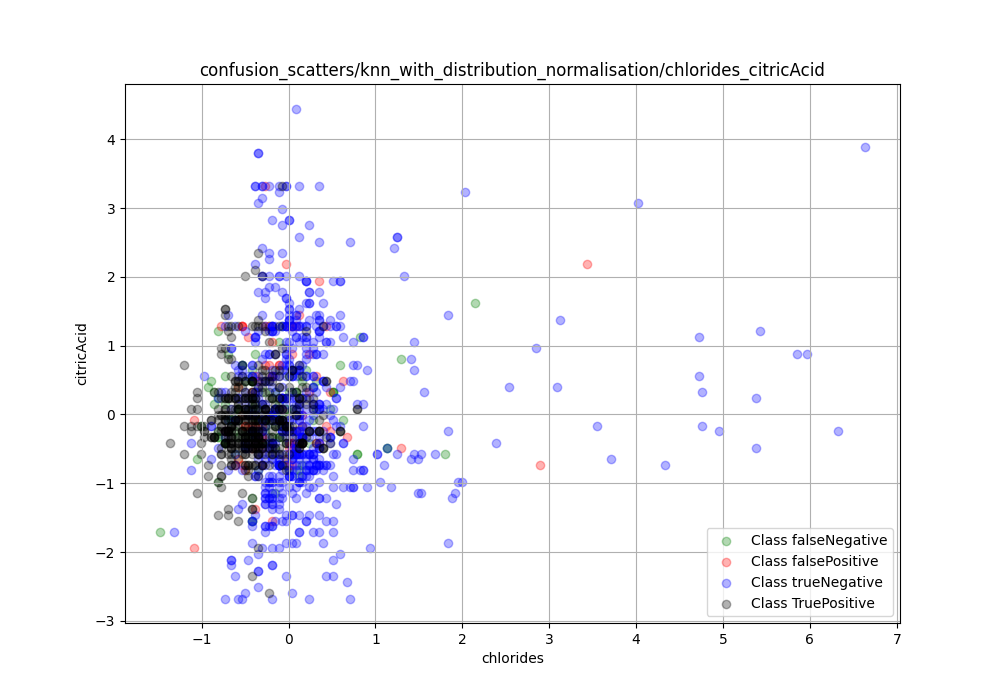 confusion_scatters/knn_with_distribution_normalisation/chlorides_citricAcid
citricAcid
4
3
2
1
0
−1
−2
−3
−1
0
1
2
3
4
5
6
7
chlorides
Class falseNegative
Class falsePositive
Class trueNegative
Class TruePositive